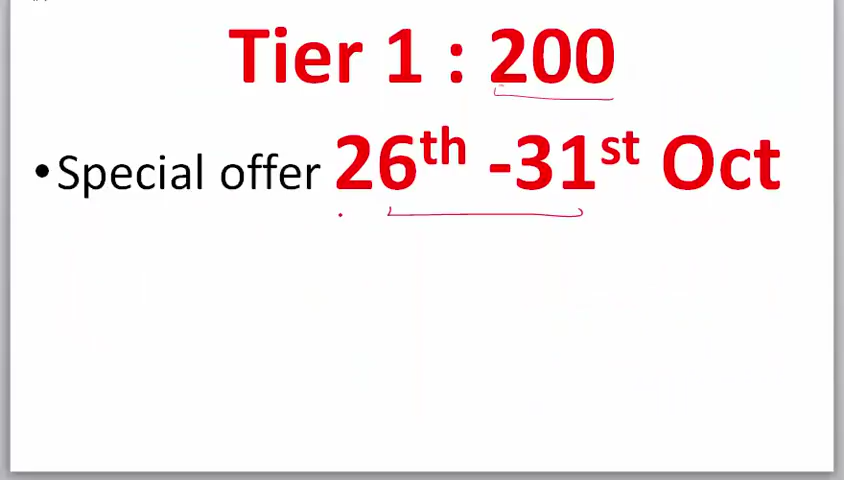 Tier 1 : 200
•Special offer 26th -31st Oct